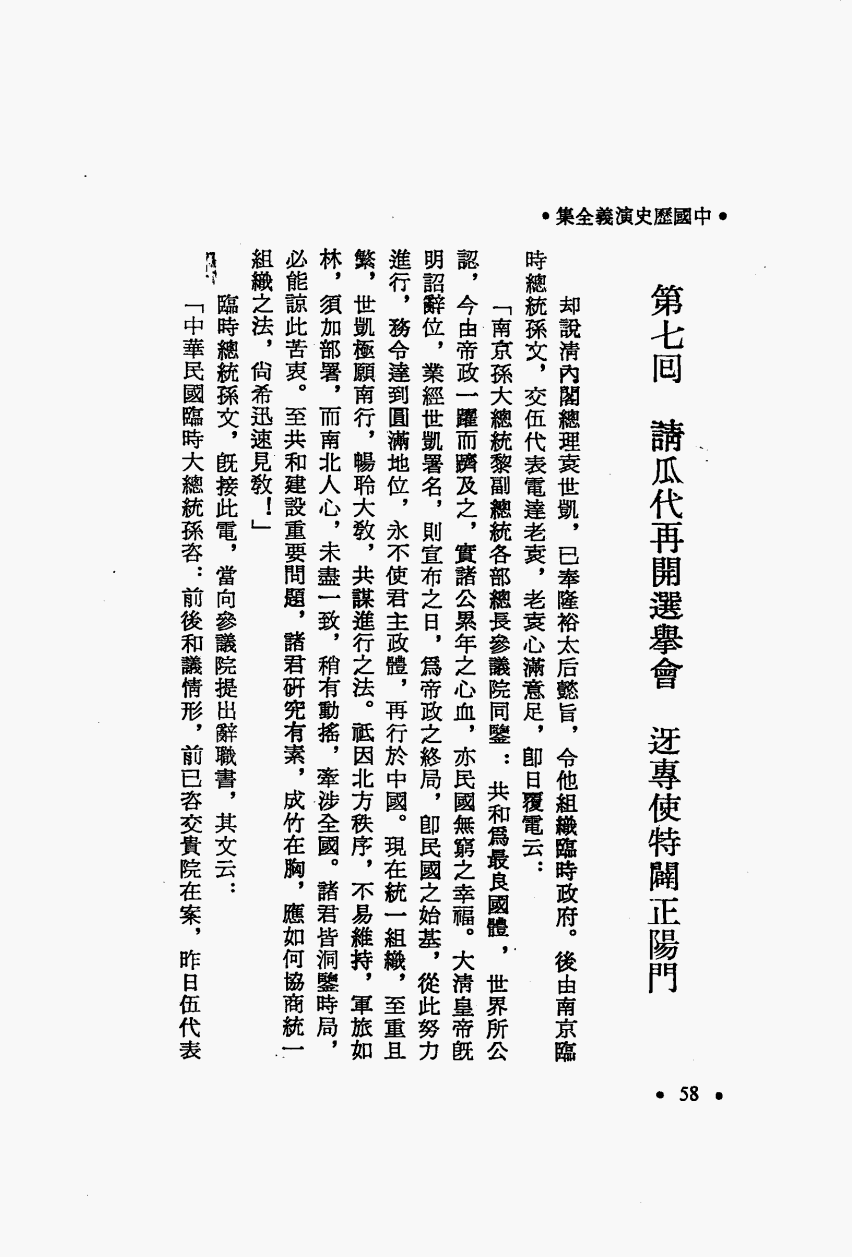 •中國歷史演義全集•
第七回　請瓜代再開選舉會　迓專使特闢正陽門
却說淸內閣總理袁世凱，已奉隆裕太后懿旨，令他組織臨時政府。後由南京臨
時總統孫文，交伍代表電達老袁，老袁心滿意足，卽日覆電云：
「南京孫大總統黎副總統各部總長參議院同鑒：共和爲最良國體，世界所公
認，今由帝政一躍而躋及之，實諸公累年之心血，亦民國無窮之幸福。大淸皇帝旣
明詔辭位，業經世凱署名，則宣布之日，爲帝政之終局，卽民國之始基，從此努力
進行，務令達到圓滿地位，永不使君主政體，再行於中國。現在統一組織，至重且
繁，世凱極願南行，暢聆大敎，共謀進行之法。祇因北方秩序，不易維持，軍旅如
林，須加部署，而南北人心，未盡一致，稍有動搖，牽涉全國。諸君皆洞鑒時局，
必能諒此苦衷。至共和建設重要問題，諸君硏究有素，成竹在胸，應如何協商統一
組織之法，尙希迅速見敎！」
臨時總統孫文，旣接此電，當向參議院提出辭職書，其文云：
「中華民國臨時大總統孫咨：前後和議情形，前已咨交貴院在案，昨日伍代表
•58•